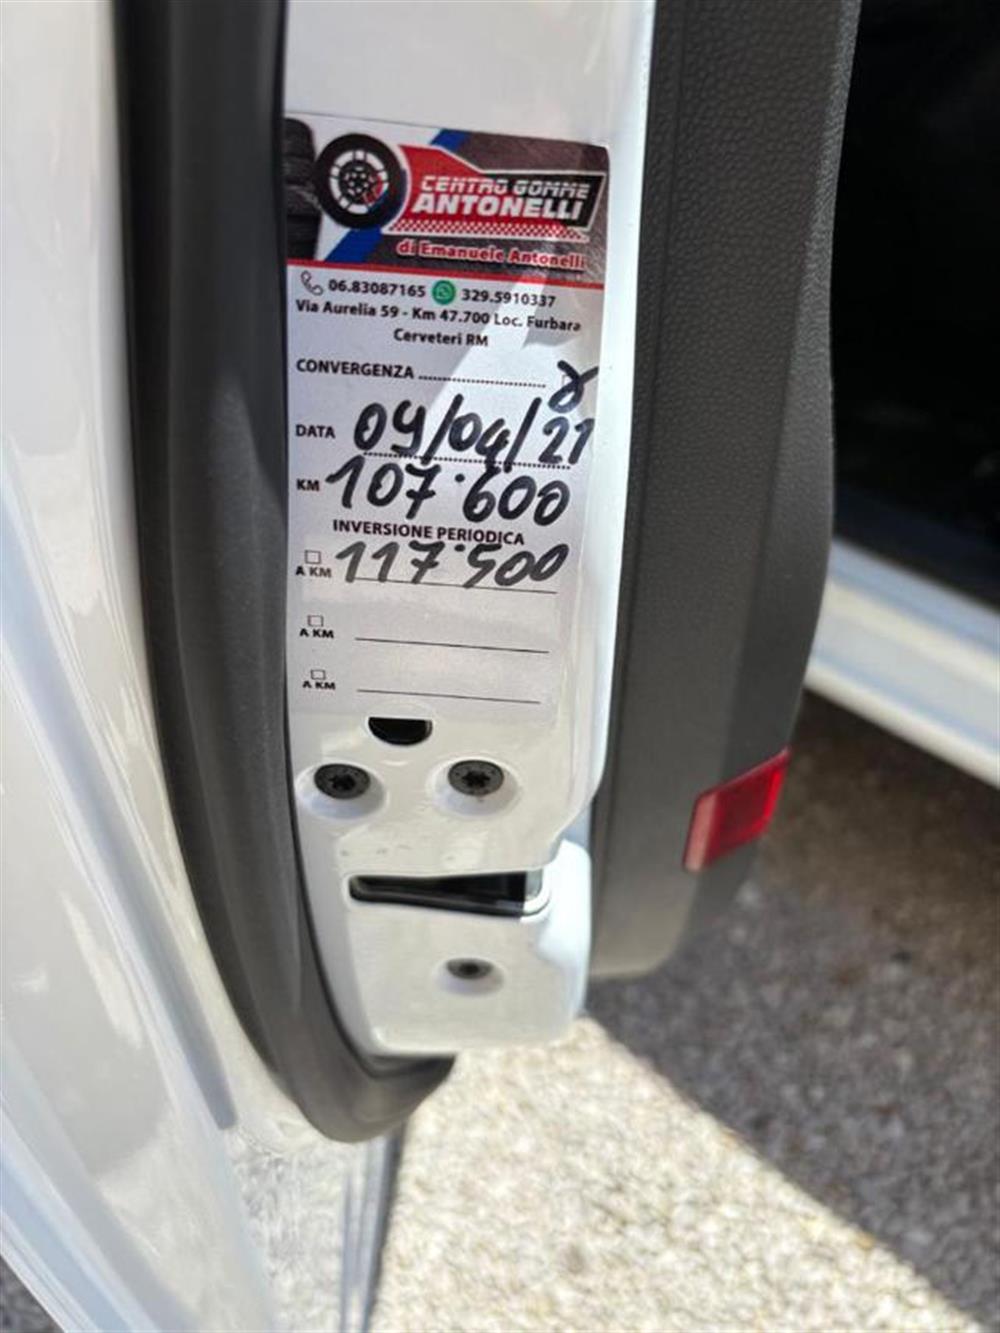 CENTRO GOMME
ANTONELLI
di Emanuele Antonelli
06.83087165 329.5910337
Via Aurelia 59 - Km 47.700 Loc. Furbara
Cerveteri RM
CONVERGENZA ........................
DATA 09/04/21
KM 107.600
INVERSIONE PERIODICA
A KM 117.500
A KM
A KM